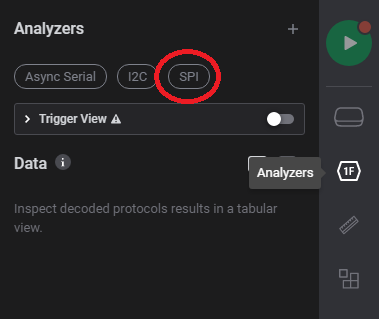 Analyzers
Async Serial I2C SPI
Trigger View
Data
Analyzers
1F
Inspect decoded protocols results in a tabular
view.